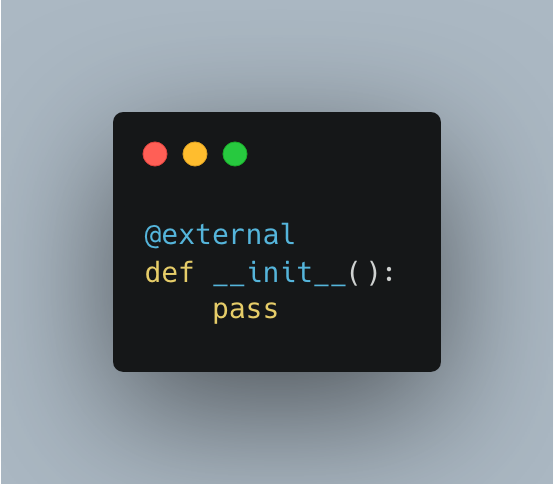 @external
def __init__():
    pass